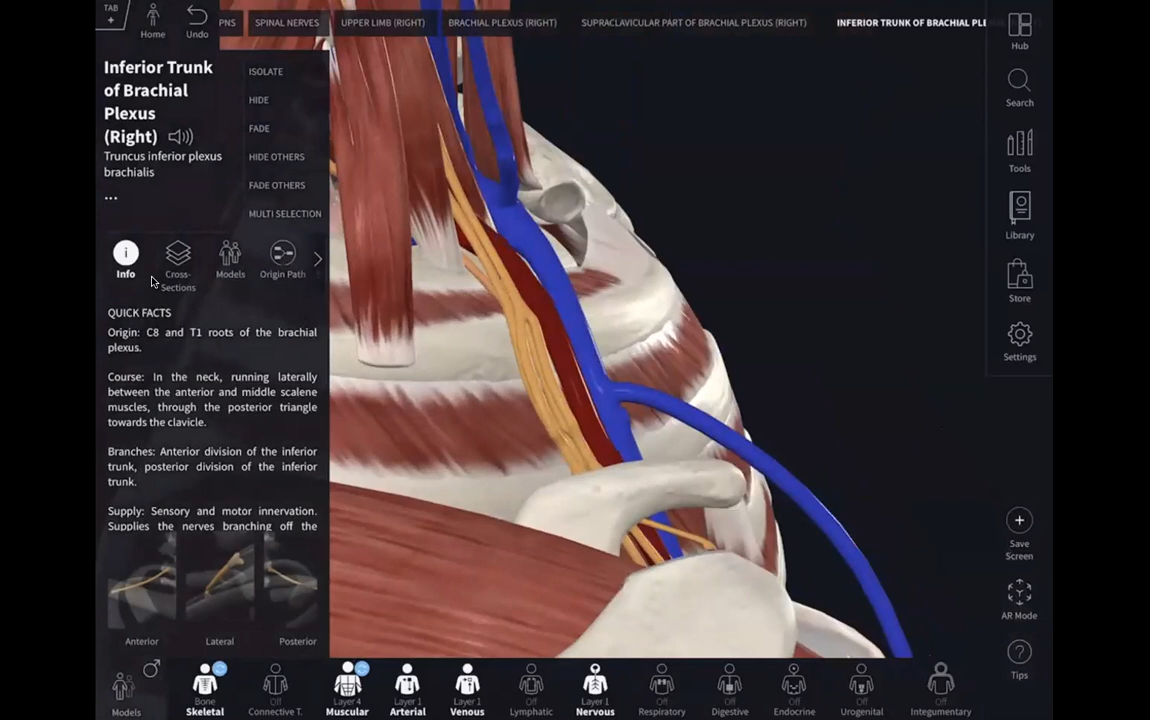 TAB
+
Home
Undo
PNS
SPINAL NERVES
UPPER LIMB (RIGHT)
BRACHIAL PLEXUS (RIGHT)
SUPRACLAVICULAR PART OF BRACHIAL PLEXUS (RIGHT)
INFERIOR TRUNK OF BRACHIAL PLE
Inferior Trunk
of Brachial
Plexus
(Right)
Truncus inferior plexus
brachialis
...
ISOLATE
HIDE
FADE
HIDE OTHERS
FADE OTHERS
MULTI SELECTION
i
Info
Cross-
Sections
Models
Origin Path
QUICK FACTS
Origin: C8 and T1 roots of the brachial
plexus.
Course: In the neck, running laterally
between the anterior and middle scalene
muscles, through the posterior triangle
towards the clavicle.
Branches: Anterior division of the inferior
trunk, posterior division of the inferior
trunk.
Supply: Sensory and motor innervation.
Supplies the nerves branching off the
Anterior
Lateral
Posterior
Hub
Search
Tools
Library
Store
Settings
+
Save
Screen
AR Mode
?
Tips
Models
Bone
Skeletal
Off
Connective T.
Layer 4
Muscular
Layer 1
Arterial
Layer 1
Venous
Off
Lymphatic
Layer 1
Nervous
Off
Respiratory
Off
Digestive
Off
Endocrine
Off
Urogenital
Off
Integumentary